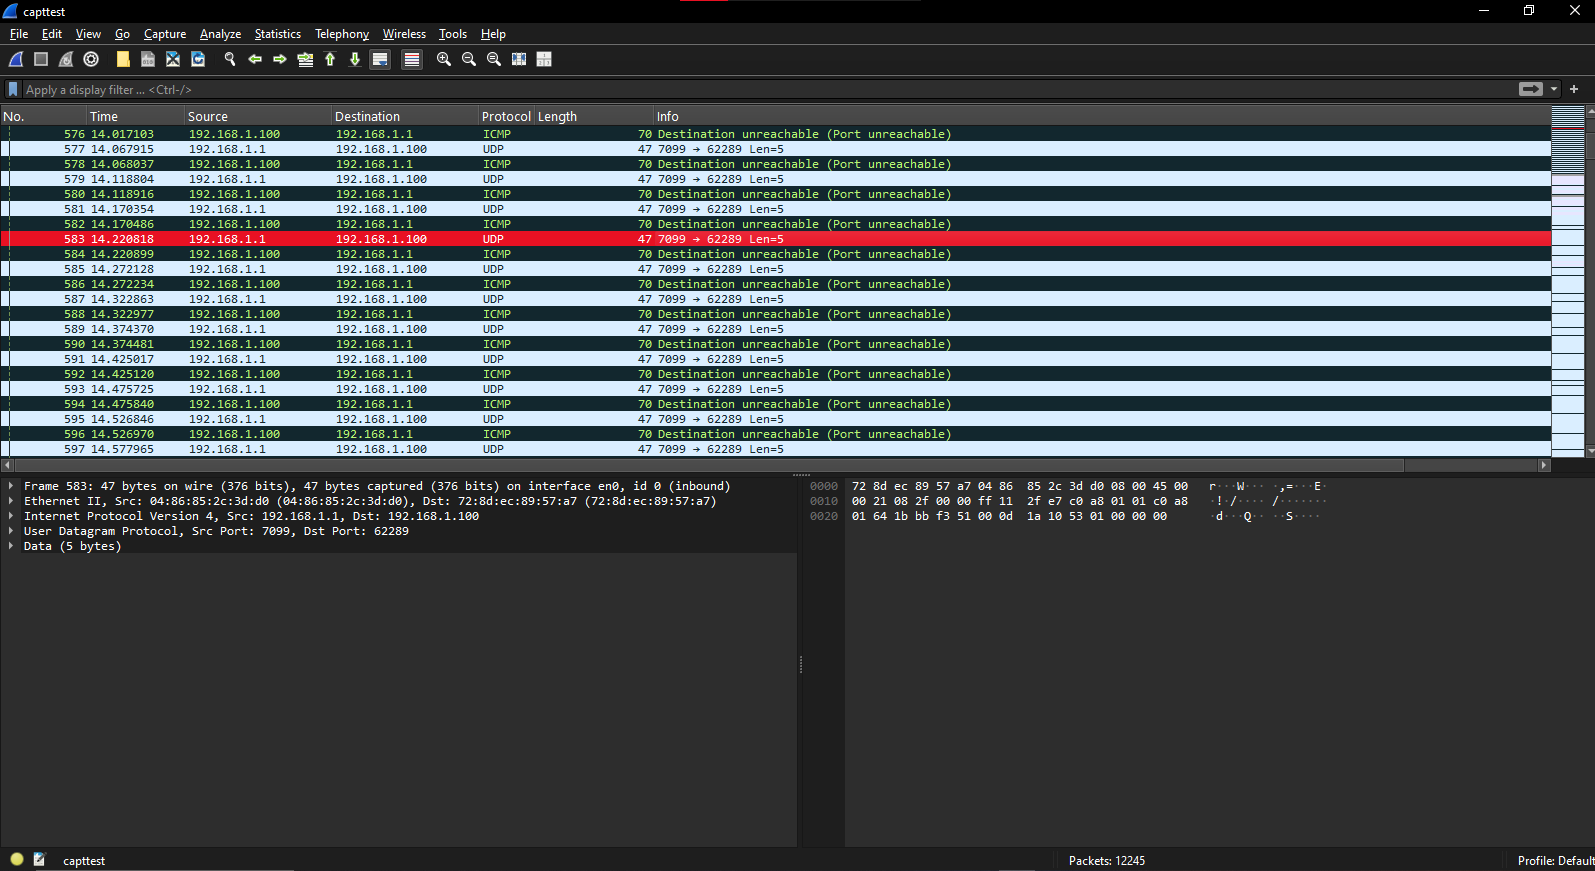 capttest
File Edit View Go Capture Analyze Statistics Telephony Wireless Tools Help
Apply a display filter ... <Ctrl-/>
No. Time Source Destination Protocol Length Info
576 14.017103 192.168.1.100 192.168.1.1 ICMP 70 Destination unreachable (Port unreachable)
577 14.067915 192.168.1.1 192.168.1.100 UDP 47 7099 → 62289 Len=5
578 14.068037 192.168.1.100 192.168.1.1 ICMP 70 Destination unreachable (Port unreachable)
579 14.118804 192.168.1.1 192.168.1.100 UDP 47 7099 → 62289 Len=5
580 14.118916 192.168.1.100 192.168.1.1 ICMP 70 Destination unreachable (Port unreachable)
581 14.170354 192.168.1.1 192.168.1.100 UDP 47 7099 → 62289 Len=5
582 14.170486 192.168.1.100 192.168.1.1 ICMP 70 Destination unreachable (Port unreachable)
583 14.220818 192.168.1.1 192.168.1.100 UDP 47 7099 → 62289 Len=5
584 14.220899 192.168.1.100 192.168.1.1 ICMP 70 Destination unreachable (Port unreachable)
585 14.272128 192.168.1.1 192.168.1.100 UDP 47 7099 → 62289 Len=5
586 14.272234 192.168.1.100 192.168.1.1 ICMP 70 Destination unreachable (Port unreachable)
587 14.322863 192.168.1.1 192.168.1.100 UDP 47 7099 → 62289 Len=5
588 14.322977 192.168.1.100 192.168.1.1 ICMP 70 Destination unreachable (Port unreachable)
589 14.374370 192.168.1.1 192.168.1.100 UDP 47 7099 → 62289 Len=5
590 14.374481 192.168.1.100 192.168.1.1 ICMP 70 Destination unreachable (Port unreachable)
591 14.425017 192.168.1.1 192.168.1.100 UDP 47 7099 → 62289 Len=5
592 14.425120 192.168.1.100 192.168.1.1 ICMP 70 Destination unreachable (Port unreachable)
593 14.475725 192.168.1.1 192.168.1.100 UDP 47 7099 → 62289 Len=5
594 14.475840 192.168.1.100 192.168.1.1 ICMP 70 Destination unreachable (Port unreachable)
595 14.526846 192.168.1.1 192.168.1.100 UDP 47 7099 → 62289 Len=5
596 14.526970 192.168.1.100 192.168.1.1 ICMP 70 Destination unreachable (Port unreachable)
597 14.577965 192.168.1.1 192.168.1.100 UDP 47 7099 → 62289 Len=5
Frame 583: 47 bytes on wire (376 bits), 47 bytes captured (376 bits) on interface en0, id 0 (inbound)
Ethernet II, Src: 04:86:85:2c:3d:d0 (04:86:85:2c:3d:d0), Dst: 72:8d:ec:89:57:a7 (72:8d:ec:89:57:a7)
Internet Protocol Version 4, Src: 192.168.1.1, Dst: 192.168.1.100
User Datagram Protocol, Src Port: 7099, Dst Port: 62289
Data (5 bytes)
0000 72 8d ec 89 57 a7 04 86 85 2c 3d d0 08 00 45 00 r···W··· ·,=···E·
0010 00 21 08 2f 00 00 ff 11 2f e7 c0 a8 01 01 c0 a8 ·!·/···· /·······
0020 01 64 1b bb f3 51 00 0d 1a 10 53 01 00 00 00 ·d···Q·· ··S····
capttest
Packets: 12245
Profile: Default